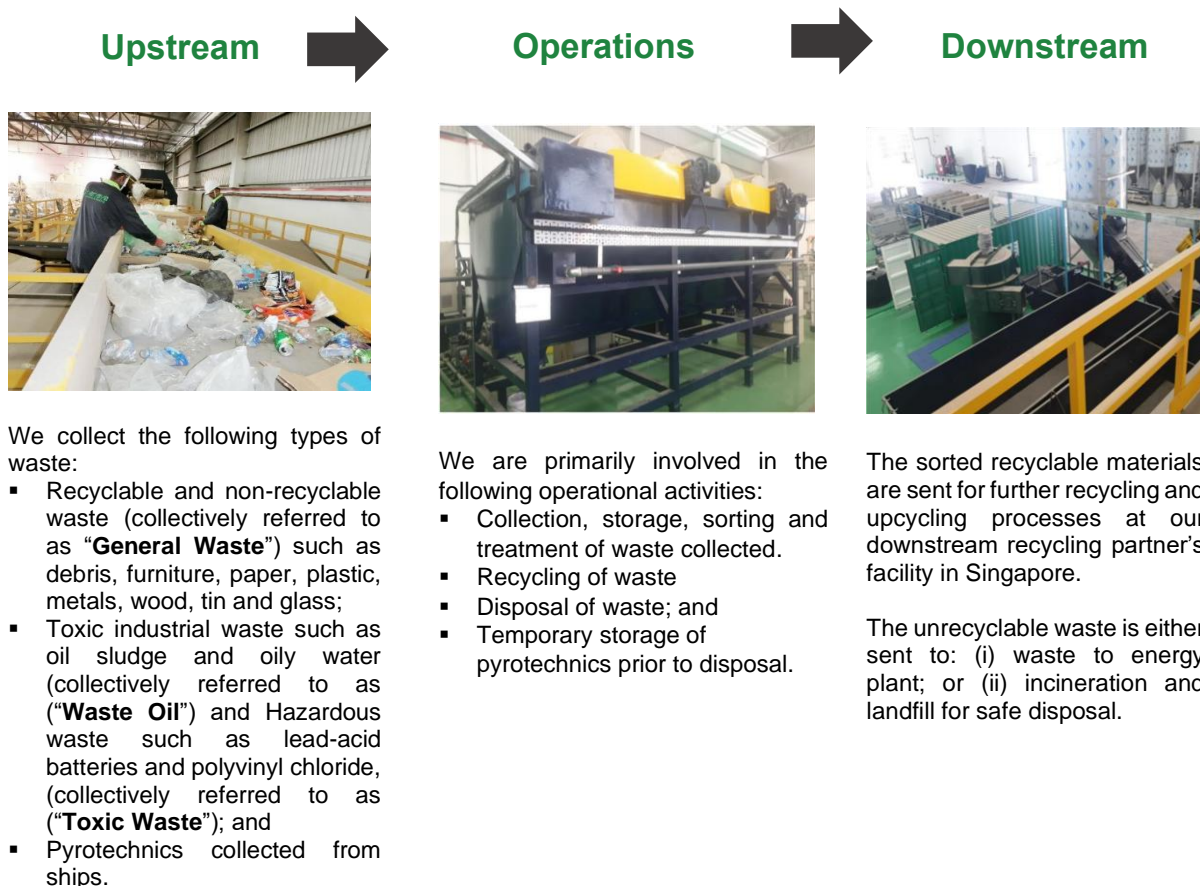 Upstream
Operations
Downstream
We collect the following types of
waste:
▪ Recyclable and non-recyclable
waste (collectively referred to
as “General Waste”) such as
debris, furniture, paper, plastic,
metals, wood, tin and glass;
▪ Toxic industrial waste such as
oil sludge and oily water
(collectively referred to as
(“Waste Oil”) and Hazardous
waste such as lead-acid
batteries and polyvinyl chloride,
(collectively referred to as
(“Toxic Waste”); and
▪ Pyrotechnics collected from
ships.
We are primarily involved in the
following operational activities:
▪ Collection, storage, sorting and
treatment of waste collected.
▪ Recycling of waste
▪ Disposal of waste; and
▪ Temporary storage of
pyrotechnics prior to disposal.
The sorted recyclable materials
are sent for further recycling and
upcycling processes at our
downstream recycling partner’s
facility in Singapore.
The unrecyclable waste is either
sent to: (i) waste to energy
plant; or (ii) incineration and
landfill for safe disposal.